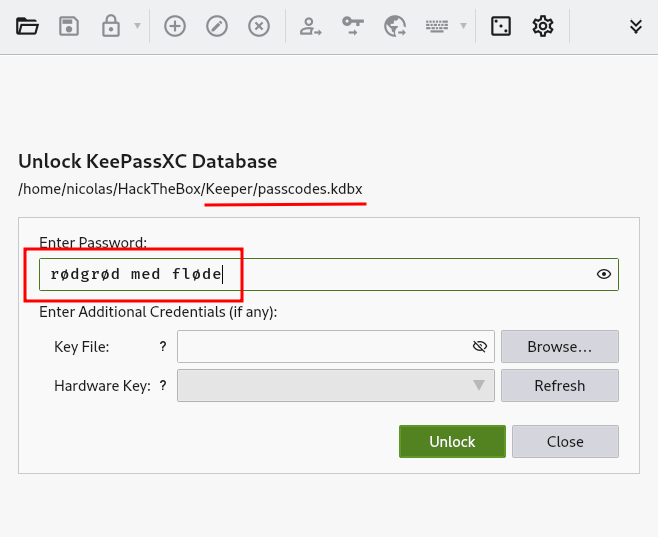 Unlock KeePassXC Database
/home/nicolas/HackTheBox/Keeper/passcodes.kdbx
Enter Password:
rødgrød med fløde
Enter Additional Credentials (if any):
Key File: ? Browse...
Hardware Key: ? Refresh
Unlock Close